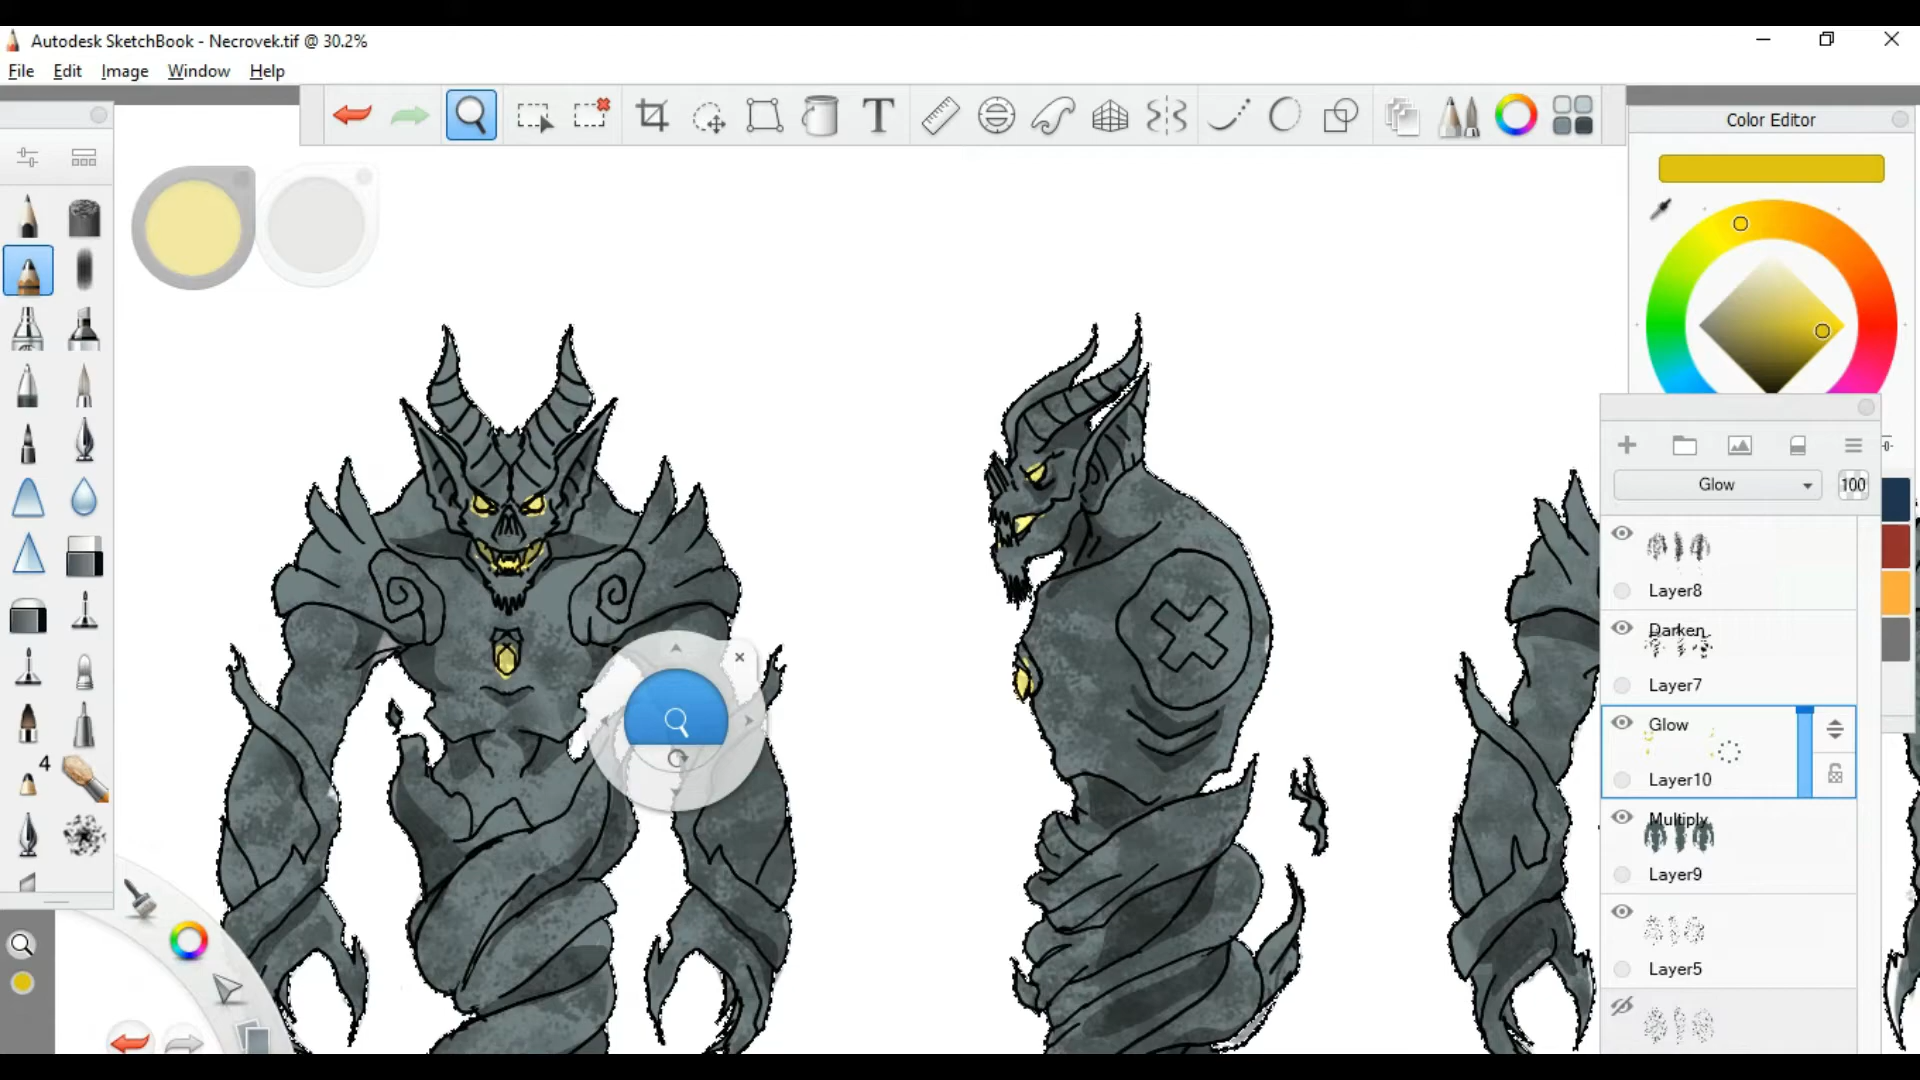 Autodesk SketchBook - Necrovek.tif @ 30.2%
File Edit Image Window Help
T
Color Editor
Glow 100
Layer8
Darken
Layer7
Glow
Layer10
4
Multiply
Layer9
Layer5